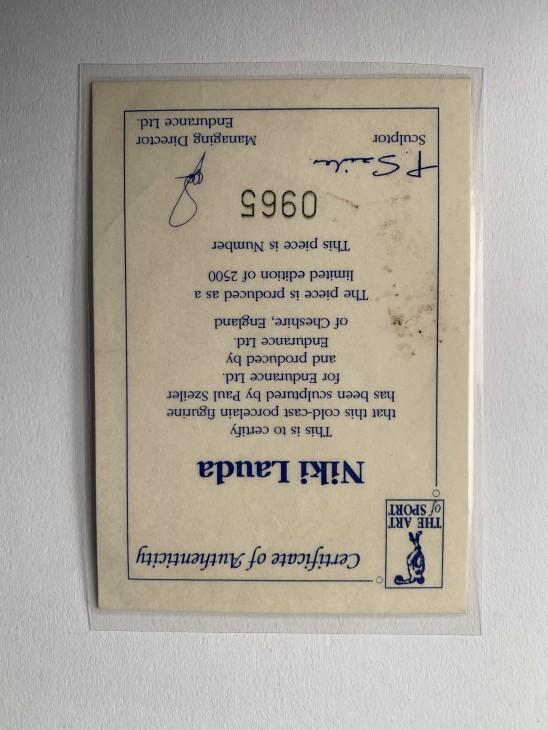 Certificate of Authenticity
THE ART
of SPORT
Niki Lauda
This is to certify
that this cold-cast porcelain figurine
has been sculptured by Paul Szeiler
for Endurance Ltd.
and produced by
Endurance Ltd.
of Cheshire, England
The piece is produced as a
limited edition of 2500
This piece is Number
0965
P. Szeiler
Sculptor
Managing Director
Endurance Ltd.